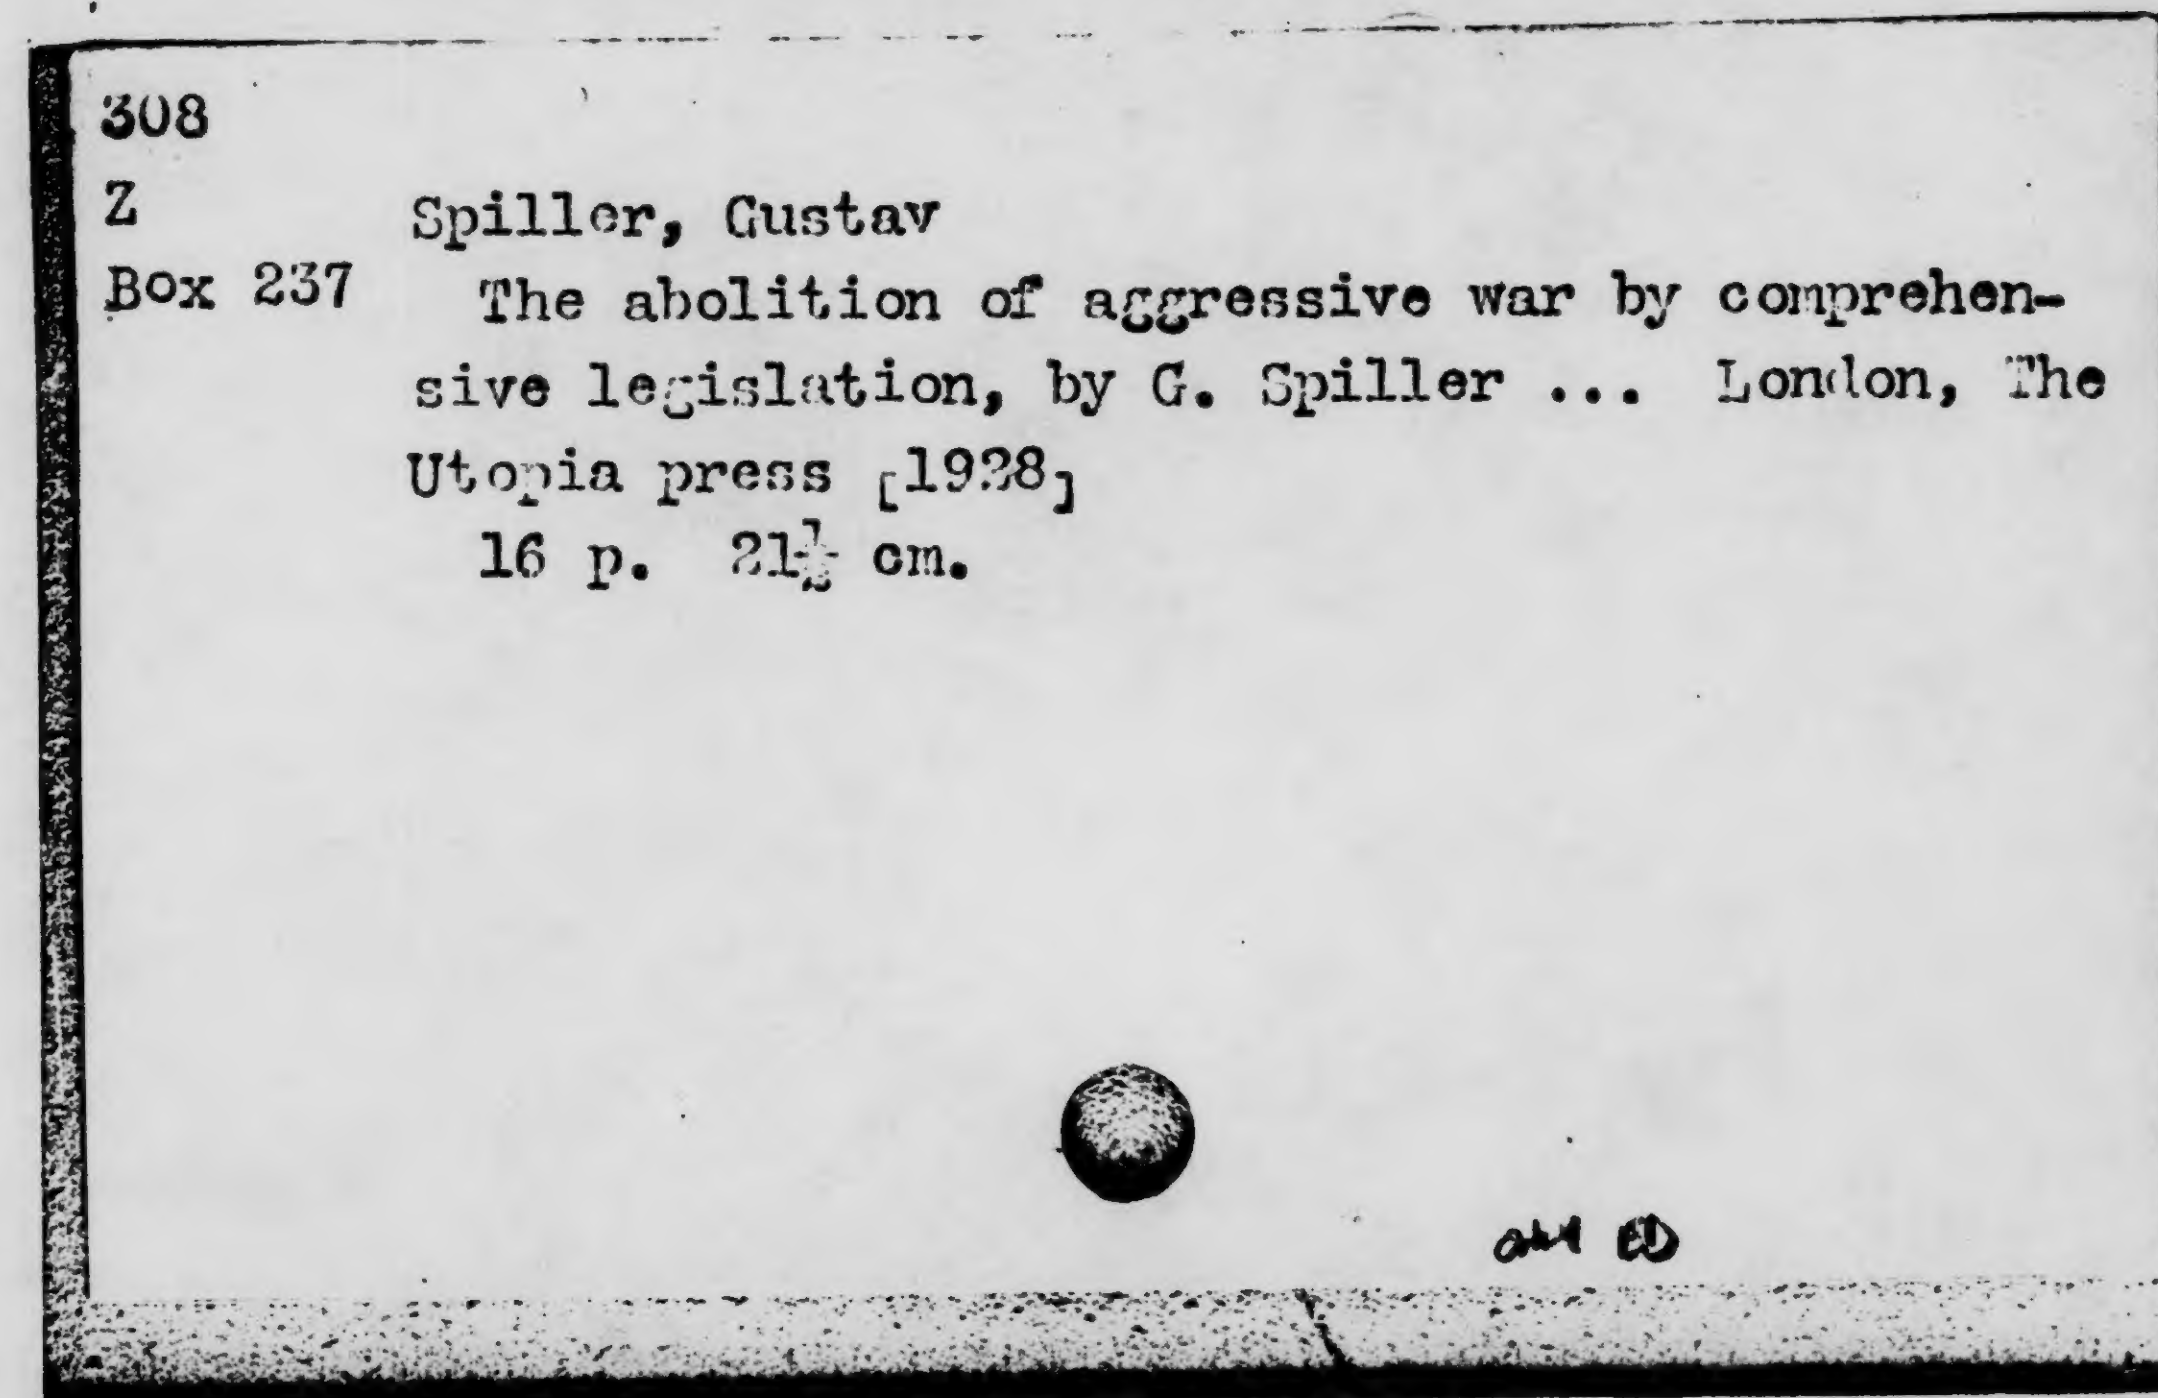 308
Z
Spiller, Gustav
Box 237
The abolition of aggressive war by comprehen-
sive legislation, by G. Spiller ... London, The
Utopia press [1928]
16 p. 21½ cm.